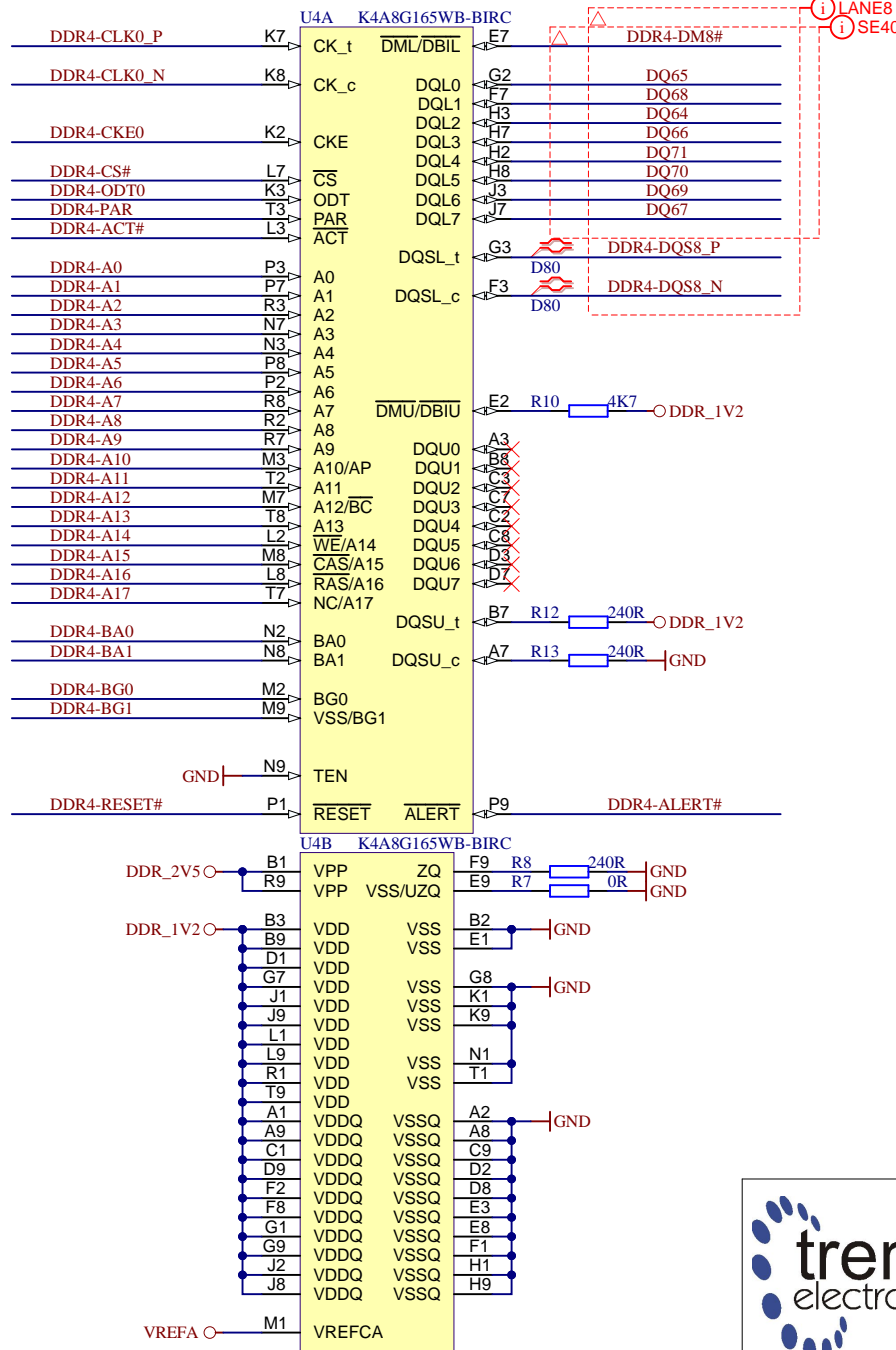 U4A K4A8G165WB-BIRC
LANE8
SE40
DDR4-CLK0_P K7 CK_t DML/DBIL E7 DDR4-DM8#
DDR4-CLK0_N K8 CK_c DQL0 G2 DQ65
DQL1 F7 DQ68
DQL2 H3 DQ64
DDR4-CKE0 K2 CKE DQL3 H7 DQ66
DQL4 H2 DQ71
DDR4-CS# L7 CS DQL5 H8 DQ70
DDR4-ODT0 K3 ODT DQL6 J3 DQ69
DDR4-PAR T3 PAR DQL7 J7 DQ67
DDR4-ACT# L3 ACT
DQSL_t G3 D80 DDR4-DQS8_P
DDR4-A0 P3 A0
DDR4-A1 P7 A1 DQSL_c F3 D80 DDR4-DQS8_N
DDR4-A2 R3 A2
DDR4-A3 N7 A3
DDR4-A4 N3 A4
DDR4-A5 P8 A5
DDR4-A6 P2 A6
DDR4-A7 R8 A7 DMU/DBIU E2 R10 4K7 DDR_1V2
DDR4-A8 R2 A8
DDR4-A9 R7 A9 DQU0 A3
DDR4-A10 M3 A10/AP DQU1 B8
DDR4-A11 T2 A11 DQU2 C3
DDR4-A12 M7 A12/BC DQU3 C7
DDR4-A13 T8 A13 DQU4 C2
DDR4-A14 L2 WE/A14 DQU5 C8
DDR4-A15 M8 CAS/A15 DQU6 D3
DDR4-A16 L8 RAS/A16 DQU7 D7
DDR4-A17 T7 NC/A17
DQSU_t B7 R12 240R DDR_1V2
DDR4-BA0 N2 BA0
DDR4-BA1 N8 BA1 DQSU_c A7 R13 240R GND
DDR4-BG0 M2 BG0
DDR4-BG1 M9 VSS/BG1
GND N9 TEN
DDR4-RESET# P1 RESET ALERT P9 DDR4-ALERT#
U4B K4A8G165WB-BIRC
DDR_2V5 B1 VPP ZQ F9 R8 240R GND
R9 VPP VSS/UZQ E9 R7 0R GND
DDR_1V2 B3 VDD VSS B2 GND
B9 VDD VSS E1
D1 VDD
G7 VDD VSS G8 GND
J1 VDD VSS K1
J9 VDD VSS K9
L1 VDD
L9 VDD VSS N1
R1 VDD VSS T1
T9 VDD
A1 VDDQ VSSQ A2 GND
A9 VDDQ VSSQ A8
C1 VDDQ VSSQ C9
D9 VDDQ VSSQ D2
F2 VDDQ VSSQ D8
F8 VDDQ VSSQ E3
G1 VDDQ VSSQ E8
G9 VDDQ VSSQ F1
J2 VDDQ VSSQ H1
J8 VDDQ VSSQ H9
VREFA M1 VREFCA